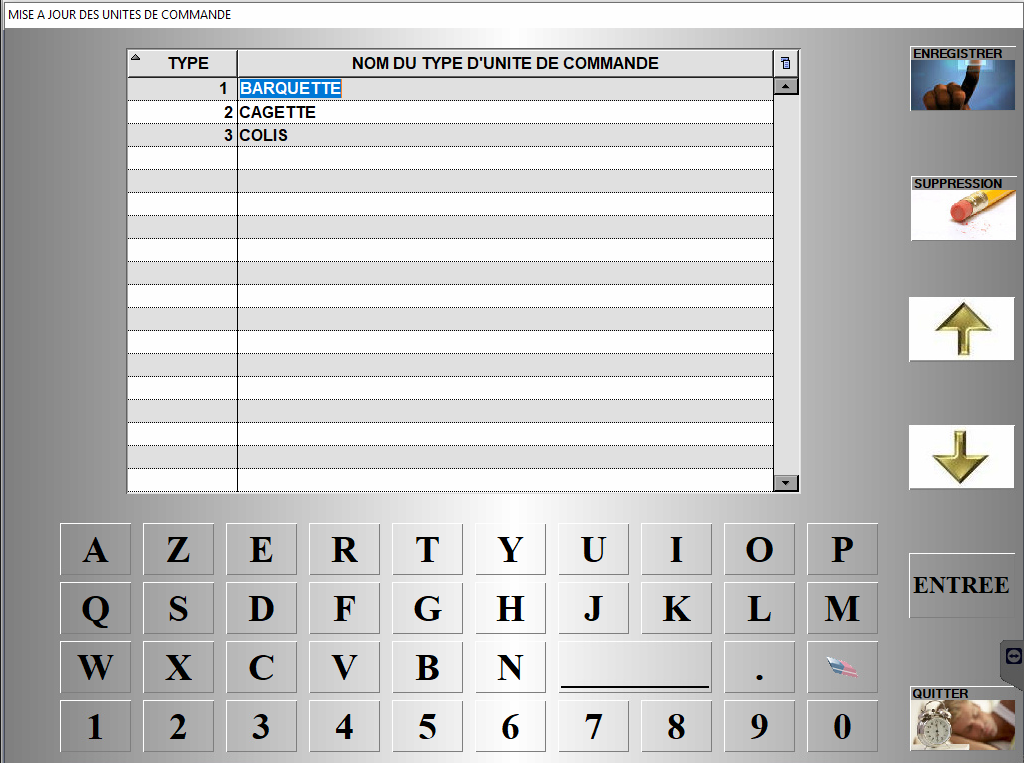 MISE A JOUR DES UNITES DE COMMANDE
TYPE NOM DU TYPE D'UNITE DE COMMANDE
1 BARQUETTE
2 CAGETTE
3 COLIS
ENREGISTRER
SUPPRESSION
A Z E R T Y U I O P
ENTREE
Q S D F G H J K L M
W X C V B N .
QUITTER
1 2 3 4 5 6 7 8 9 0